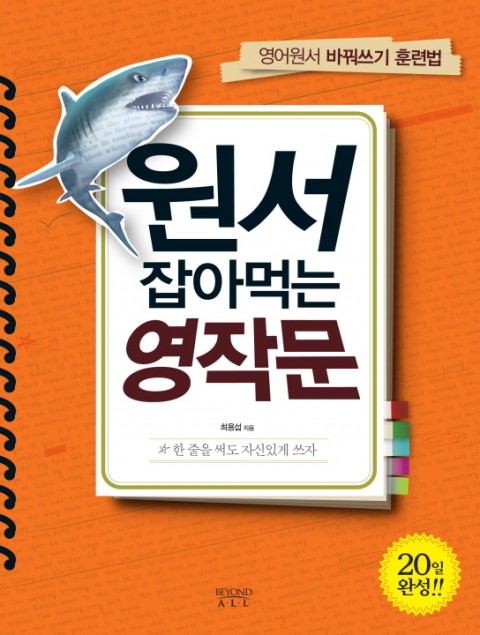 영어원서 바꿔쓰기 훈련법
원서
잡아먹는
영작문
최용섭 지음
한 줄을 써도 자신있게 쓰자
20일
완성!!
BEYOND
A·L·L